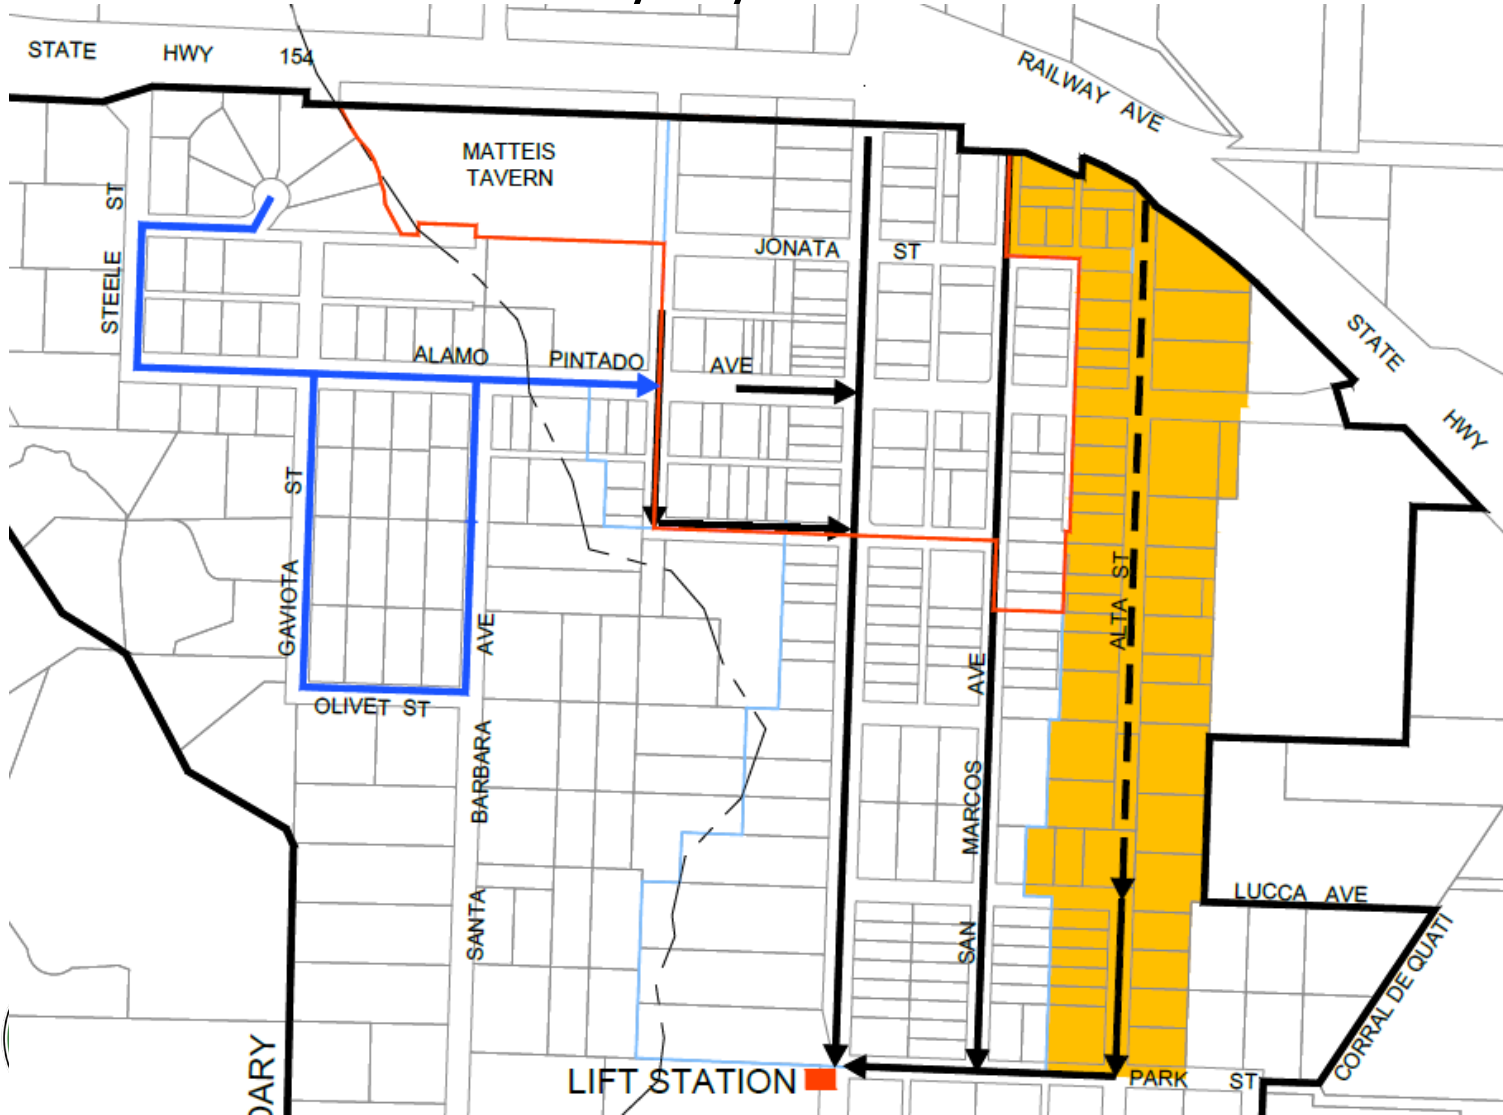 STATE HWY 154
RAILWAY AVE
MATTEIS
TAVERN
STEELE ST
JONATA ST
STATE HWY
ALAMO PINTADO AVE
GAVIOTA ST
ALTA ST
OLIVET ST
SANTA BARBARA AVE
SAN MARCOS AVE
LUCCA AVE
CORRAL DE QUATI
LIFT STATION
PARK ST
DARY